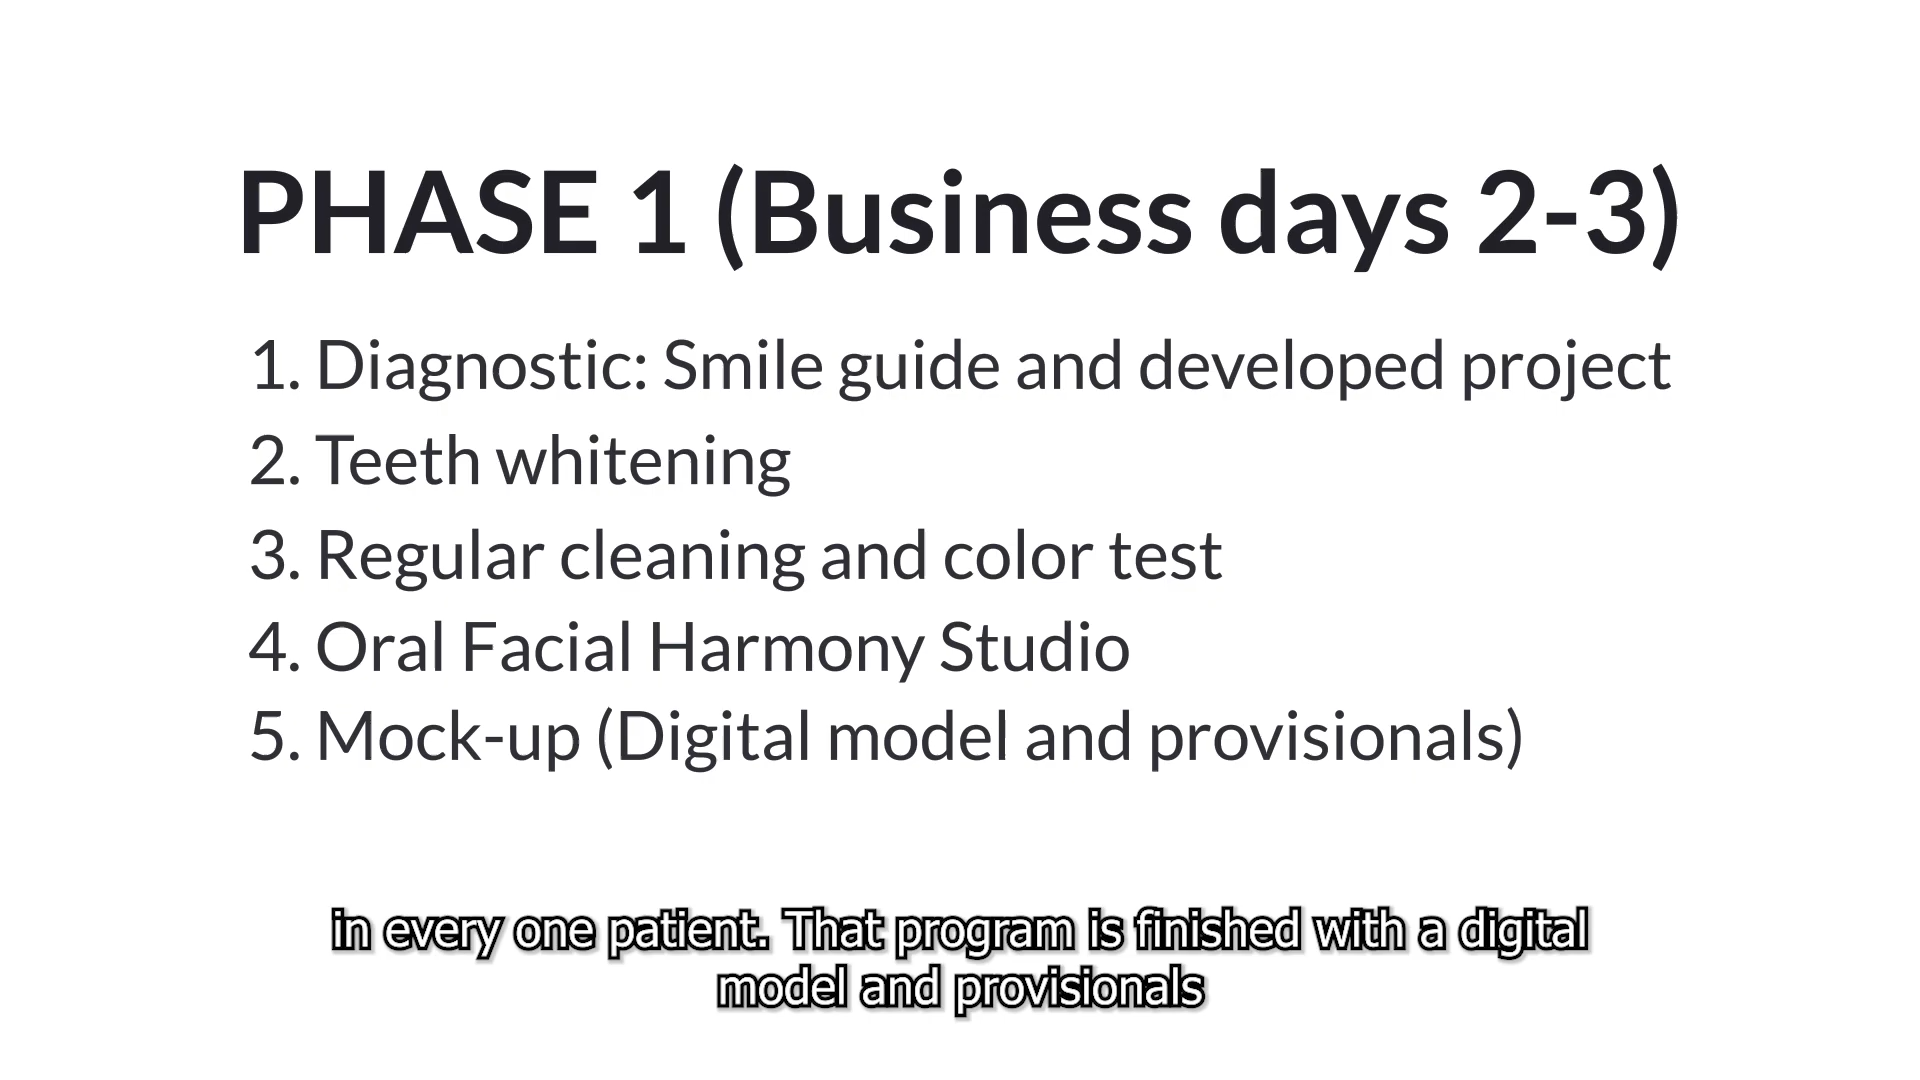 PHASE 1 (Business days 2-3)
1. Diagnostic: Smile guide and developed project
2. Teeth whitening
3. Regular cleaning and color test
4. Oral Facial Harmony Studio
5. Mock-up (Digital model and provisionals)
in every one patient. That program is finished with a digital
model and provisionals